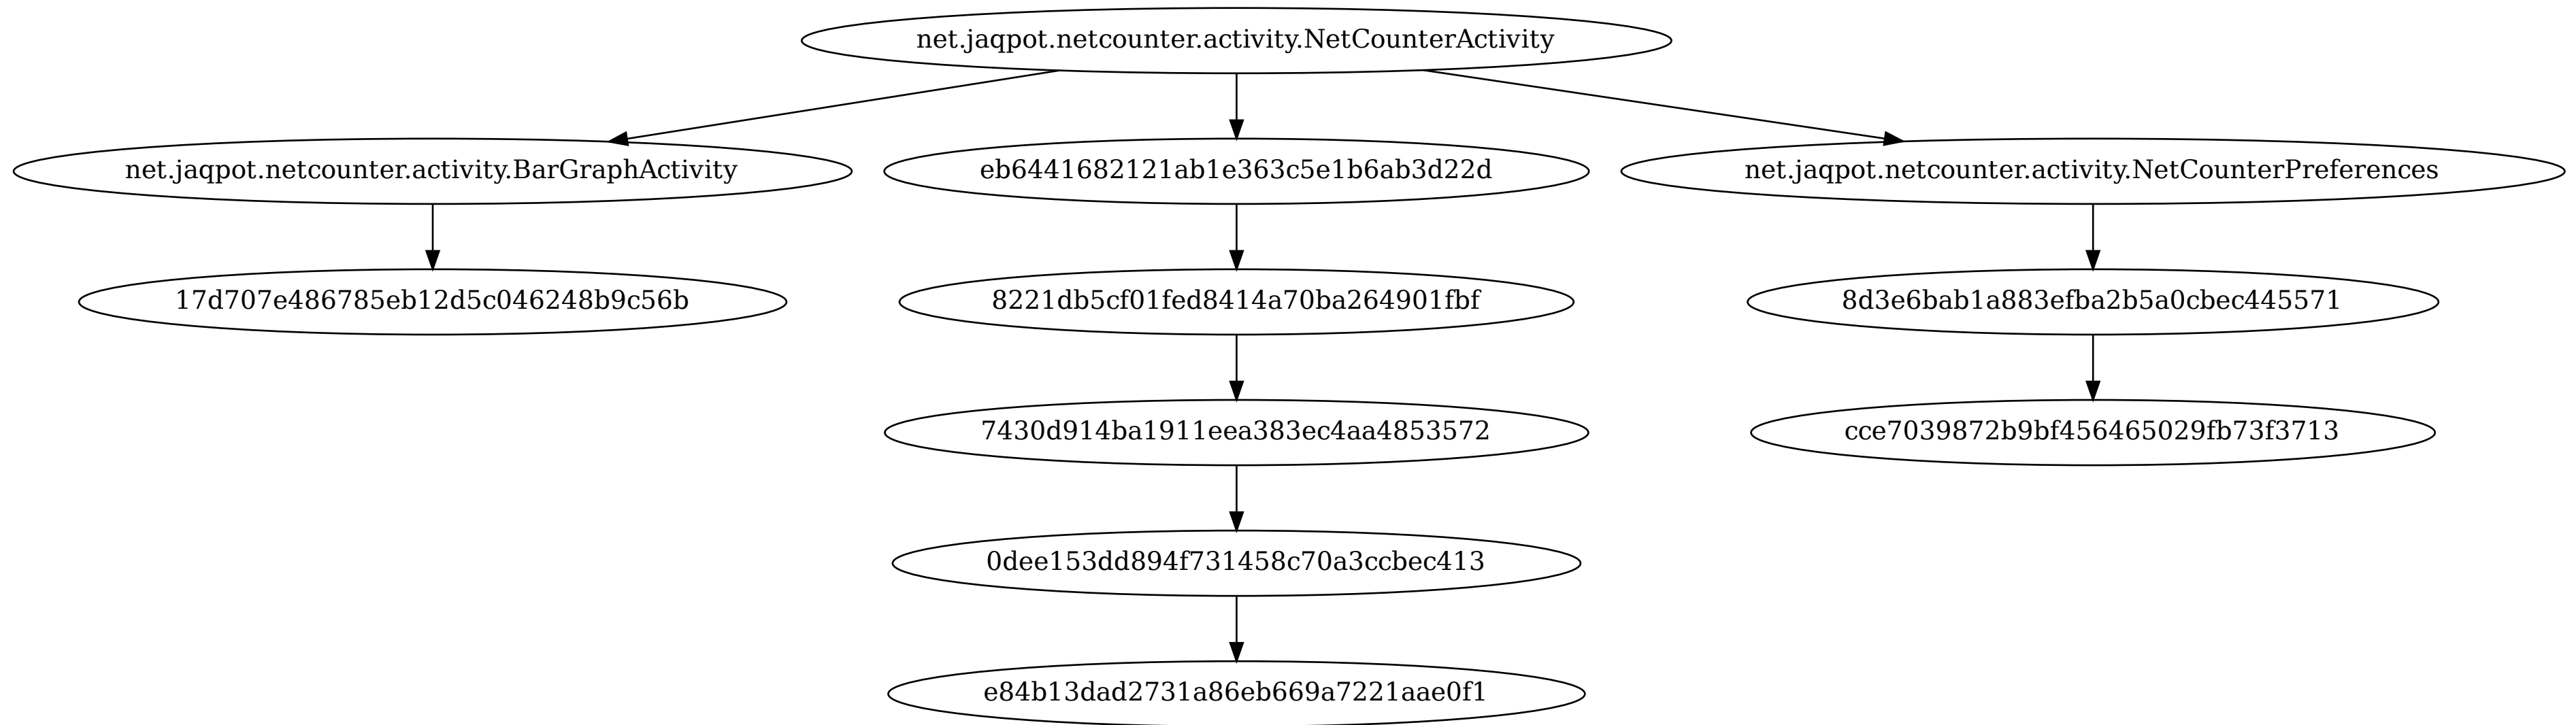 net.jaqpot.netcounter.activity.NetCounterActivity
net.jaqpot.netcounter.activity.BarGraphActivity
eb6441682121ab1e363c5e1b6ab3d22d
net.jaqpot.netcounter.activity.NetCounterPreferences
17d707e486785eb12d5c046248b9c56b
8221db5cf01fed8414a70ba264901fbf
8d3e6bab1a883efba2b5a0cbec445571
7430d914ba1911eea383ec4aa4853572
cce7039872b9bf456465029fb73f3713
0dee153dd894f731458c70a3ccbec413
e84b13dad2731a86eb669a7221aae0f1